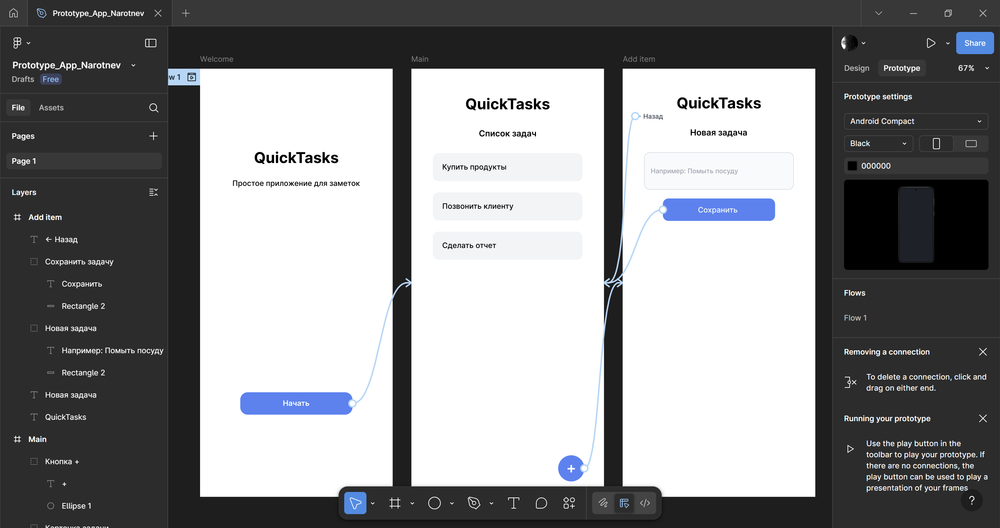 Prototype_App_Narotnev
Prototype_App_Narotnev
Drafts Free
File Assets
Pages
Page 1
Layers
Add item
← Назад
Сохранить задачу
Сохранить
Rectangle 2
Новая задача
Например: Помыть посуду
Rectangle 2
Новая задача
QuickTasks
Main
Кнопка +
+
Ellipse 1
Карточка задачи
Welcome
w 1
QuickTasks
Простое приложение для заметок
Начать
Main
QuickTasks
Список задач
Купить продукты
Позвонить клиенту
Сделать отчет
+
Add item
QuickTasks
Назад
Новая задача
Например: Помыть посуду
Сохранить
Share
Design Prototype 67%
Prototype settings
Android Compact
Black
000000
Flows
Flow 1
Removing a connection
To delete a connection, click and
drag on either end.
Running your prototype
Use the play button in the
toolbar to play your prototype. If
there are no connections, the
play button can be used to play a
presentation of your frames
?